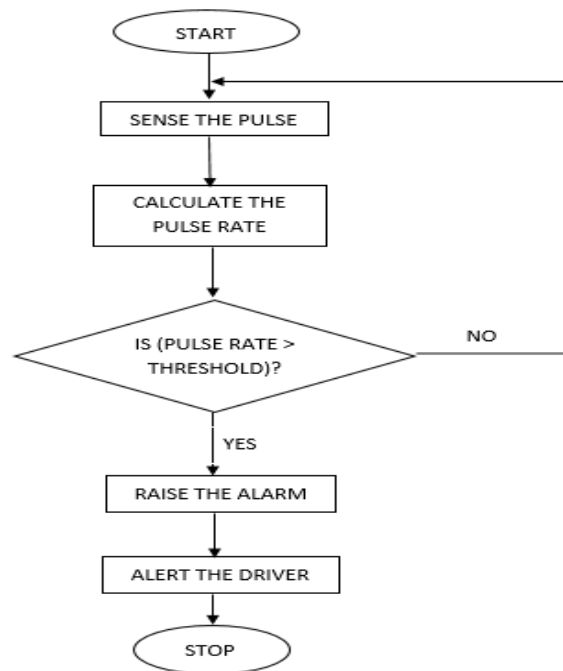 START
SENSE THE PULSE
CALCULATE THE
PULSE RATE
IS (PULSE RATE >
THRESHOLD)?
NO
YES
RAISE THE ALARM
ALERT THE DRIVER
STOP